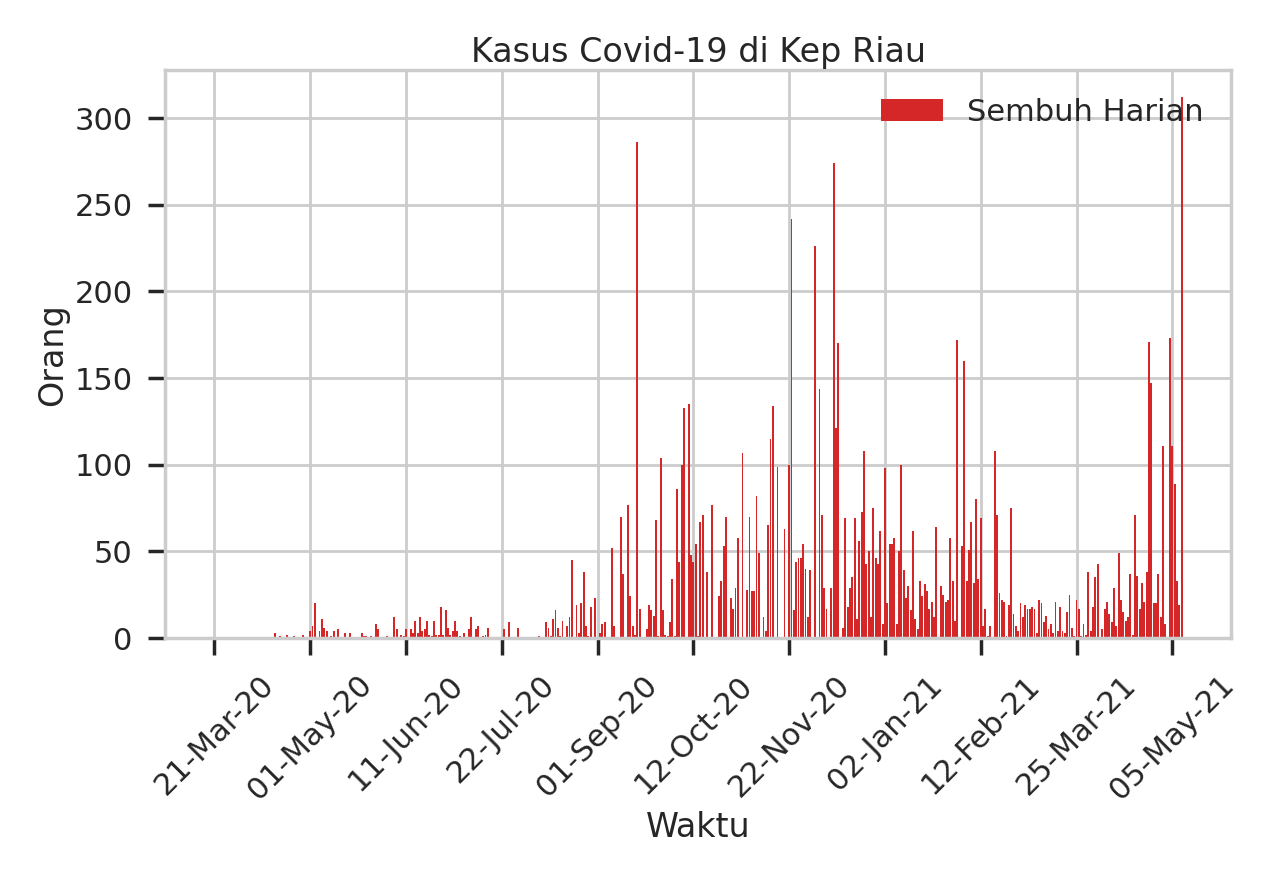 Kasus Covid-19 di Kep Riau
Sembuh Harian
Orang
300
250
200
150
100
50
0
21-Mar-20
01-May-20
11-Jun-20
22-Jul-20
01-Sep-20
12-Oct-20
22-Nov-20
02-Jan-21
12-Feb-21
25-Mar-21
05-May-21
Waktu